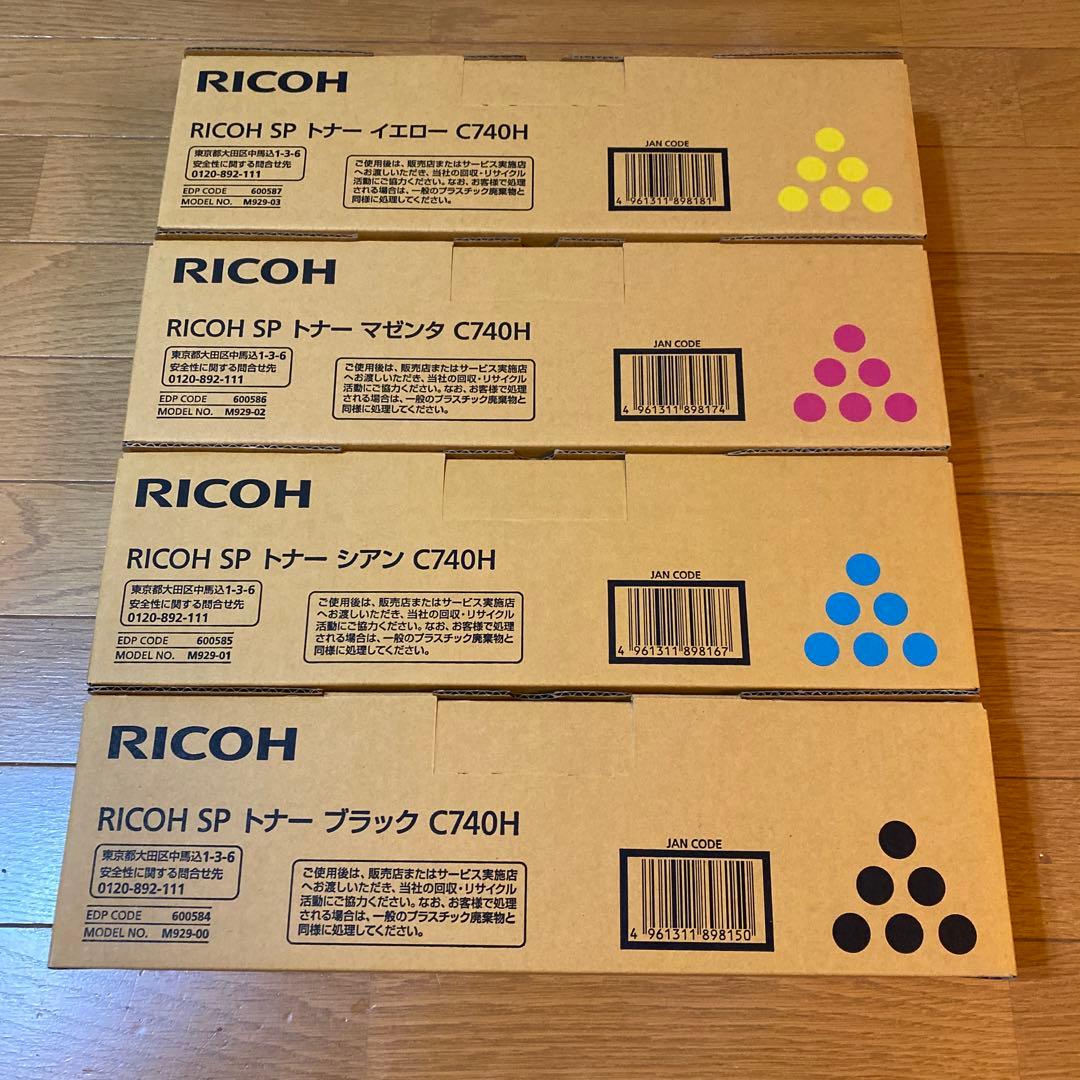 RICOH
RICOH SP トナー イエロー C740H
東京都大田区中馬込1-3-6
安全性に関する問合せ先
0120-892-111
EDP CODE 600587
MODEL NO. M929-03
ご使用後は、販売店またはサービス実施店
へお渡しいただき、当社の回収・リサイクル
活動にご協力ください。なお、お客様で処理
される場合は、一般のプラスチック廃棄物と
同様に処理してください。
JAN CODE
4 961311 898181
RICOH
RICOH SP トナー マゼンタ C740H
東京都大田区中馬込1-3-6
安全性に関する問合せ先
0120-892-111
EDP CODE 600586
MODEL NO. M929-02
ご使用後は、販売店またはサービス実施店
へお渡しいただき、当社の回収・リサイクル
活動にご協力ください。なお、お客様で処理
される場合は、一般のプラスチック廃棄物と
同様に処理してください。
JAN CODE
4 961311 898174
RICOH
RICOH SP トナー シアン C740H
東京都大田区中馬込1-3-6
安全性に関する問合せ先
0120-892-111
EDP CODE 600585
MODEL NO. M929-01
ご使用後は、販売店またはサービス実施店
へお渡しいただき、当社の回収・リサイクル
活動にご協力ください。なお、お客様で処理
される場合は、一般のプラスチック廃棄物と
同様に処理してください。
JAN CODE
4 961311 898167
RICOH
RICOH SP トナー ブラック C740H
東京都大田区中馬込1-3-6
安全性に関する問合せ先
0120-892-111
EDP CODE 600584
MODEL NO. M929-00
ご使用後は、販売店またはサービス実施店
へお渡しいただき、当社の回収・リサイクル
活動にご協力ください。なお、お客様で処理
される場合は、一般のプラスチック廃棄物と
同様に処理してください。
JAN CODE
4 961311 898150